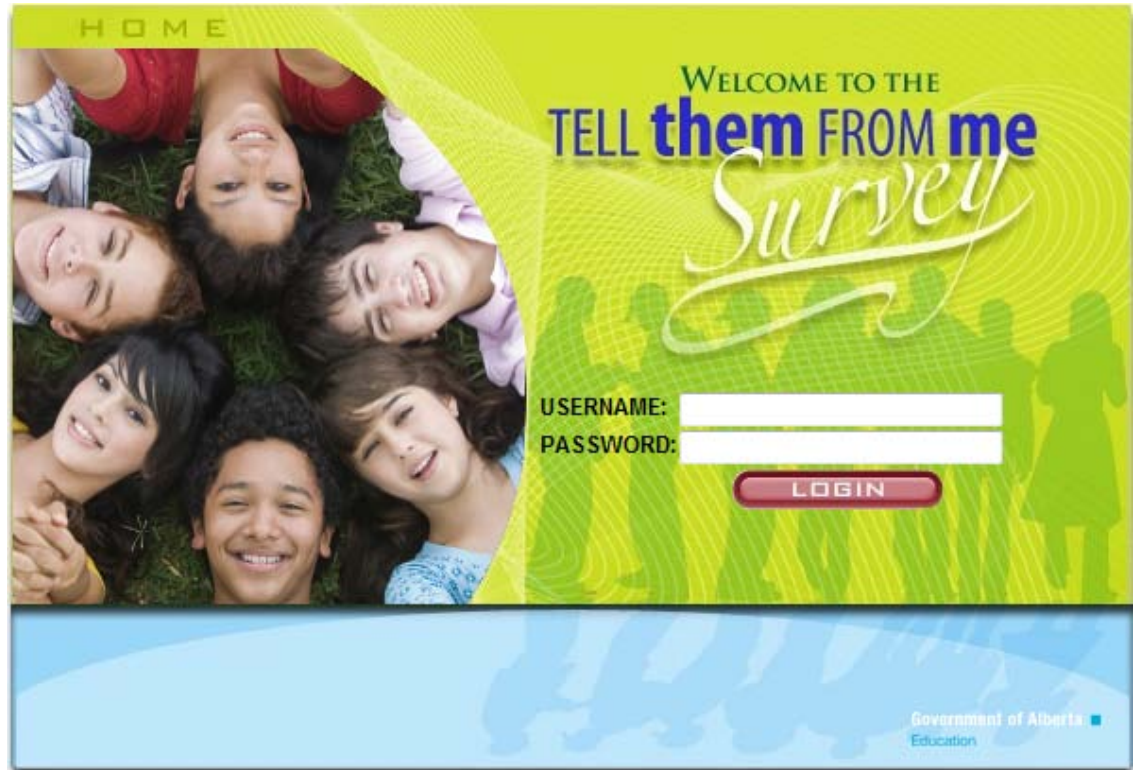 HOME
WELCOME TO THE
TELL them FROM me
Survey
USERNAME:
PASSWORD:
LOGIN
Government of Alberta
Education